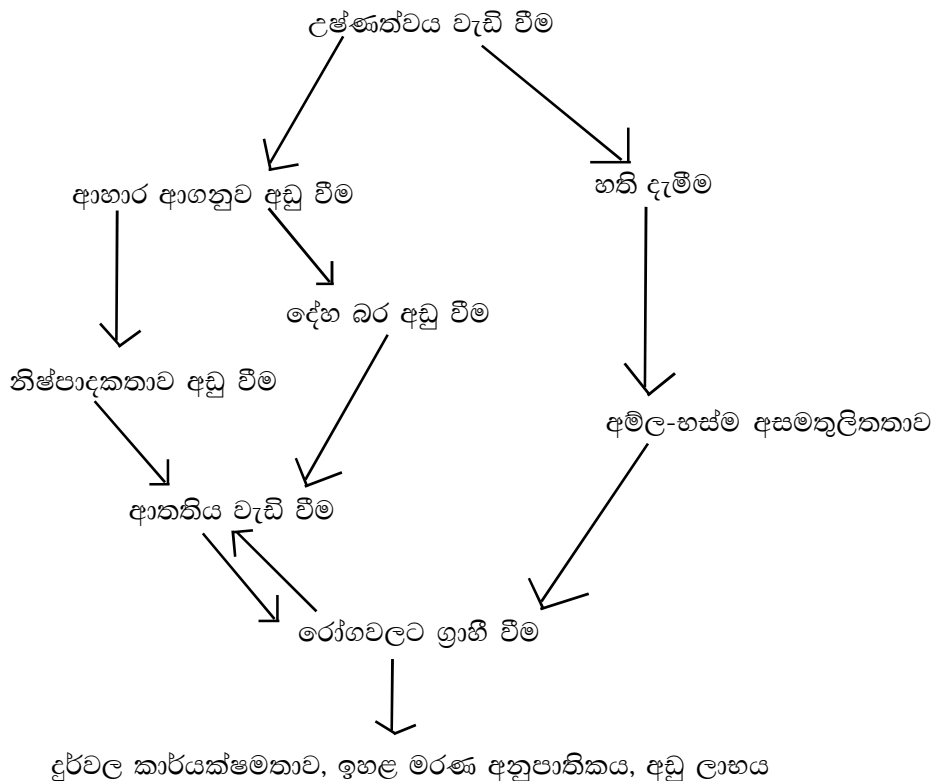 උෂ්ණත්වය වැඩි වීම
ආහාර ආගනුව අඩු වීම
හති දැමීම
දේහ බර අඩු වීම
නිෂ්පාදකතාව අඩු වීම
අම්ල-භස්ම අසමතුලිතතාව
ආතතිය වැඩි වීම
රෝගවලට ග්‍රාහී වීම
දුර්වල කාර්යක්ෂමතාව, ඉහළ මරණ අනුපාතිකය, අඩු ලාභය